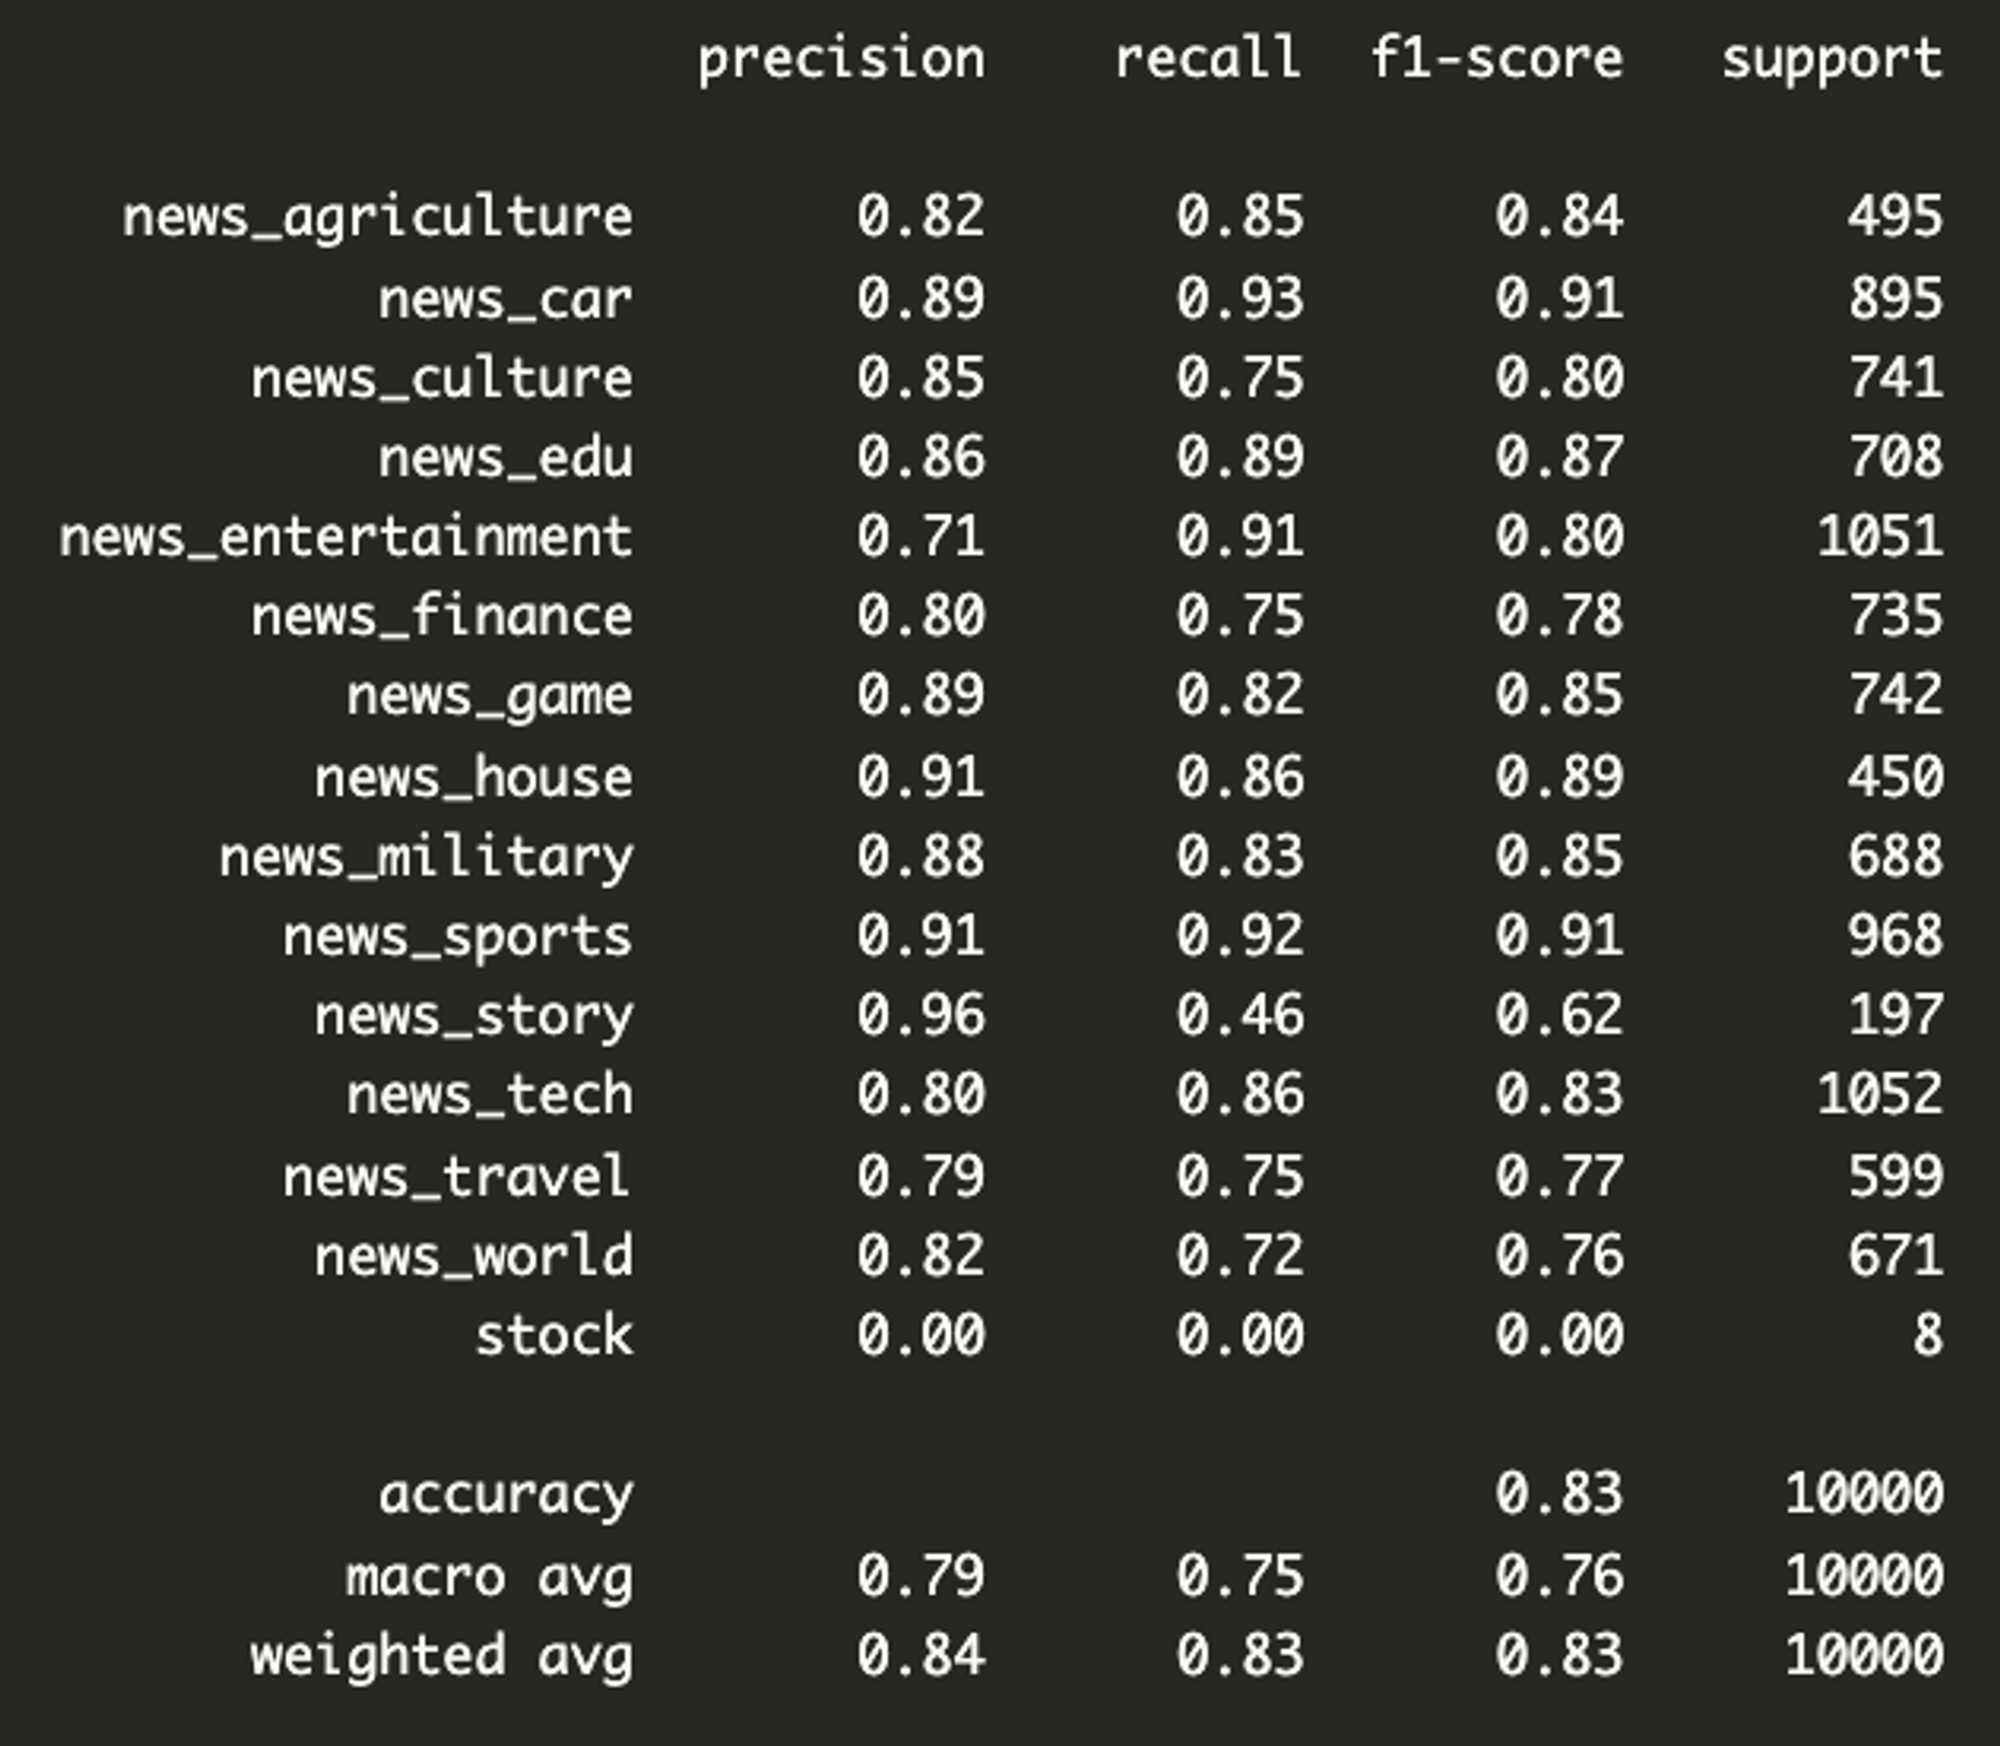 precision recall f1-score support
news_agriculture 0.82 0.85 0.84 495
news_car 0.89 0.93 0.91 895
news_culture 0.85 0.75 0.80 741
news_edu 0.86 0.89 0.87 708
news_entertainment 0.71 0.91 0.80 1051
news_finance 0.80 0.75 0.78 735
news_game 0.89 0.82 0.85 742
news_house 0.91 0.86 0.89 450
news_military 0.88 0.83 0.85 688
news_sports 0.91 0.92 0.91 968
news_story 0.96 0.46 0.62 197
news_tech 0.80 0.86 0.83 1052
news_travel 0.79 0.75 0.77 599
news_world 0.82 0.72 0.76 671
stock 0.00 0.00 0.00 8
accuracy 0.83 10000
macro avg 0.79 0.75 0.76 10000
weighted avg 0.84 0.83 0.83 10000